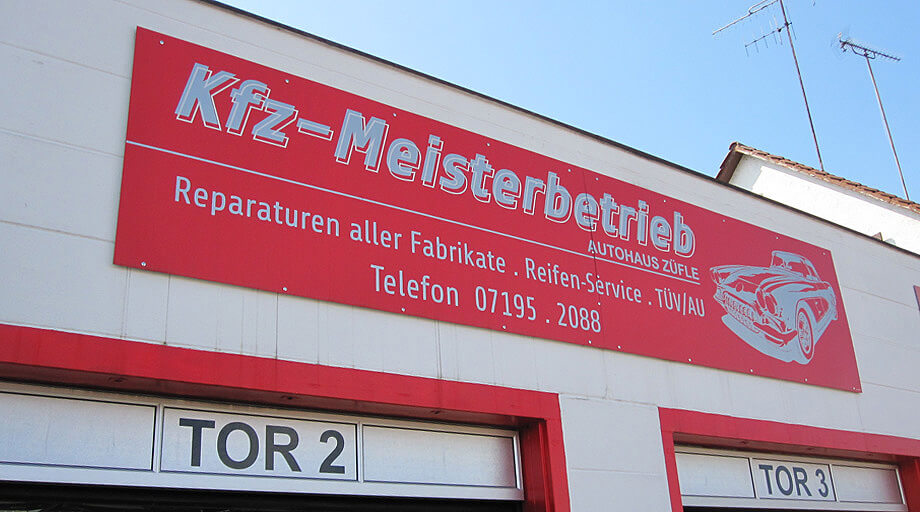 Kfz-Meisterbetrieb
AUTOHAUS ZÜFLE
Reparaturen aller Fabrikate . Reifen-Service . TÜV/AU
Telefon 07195 . 2088
TOR 2
TOR 3